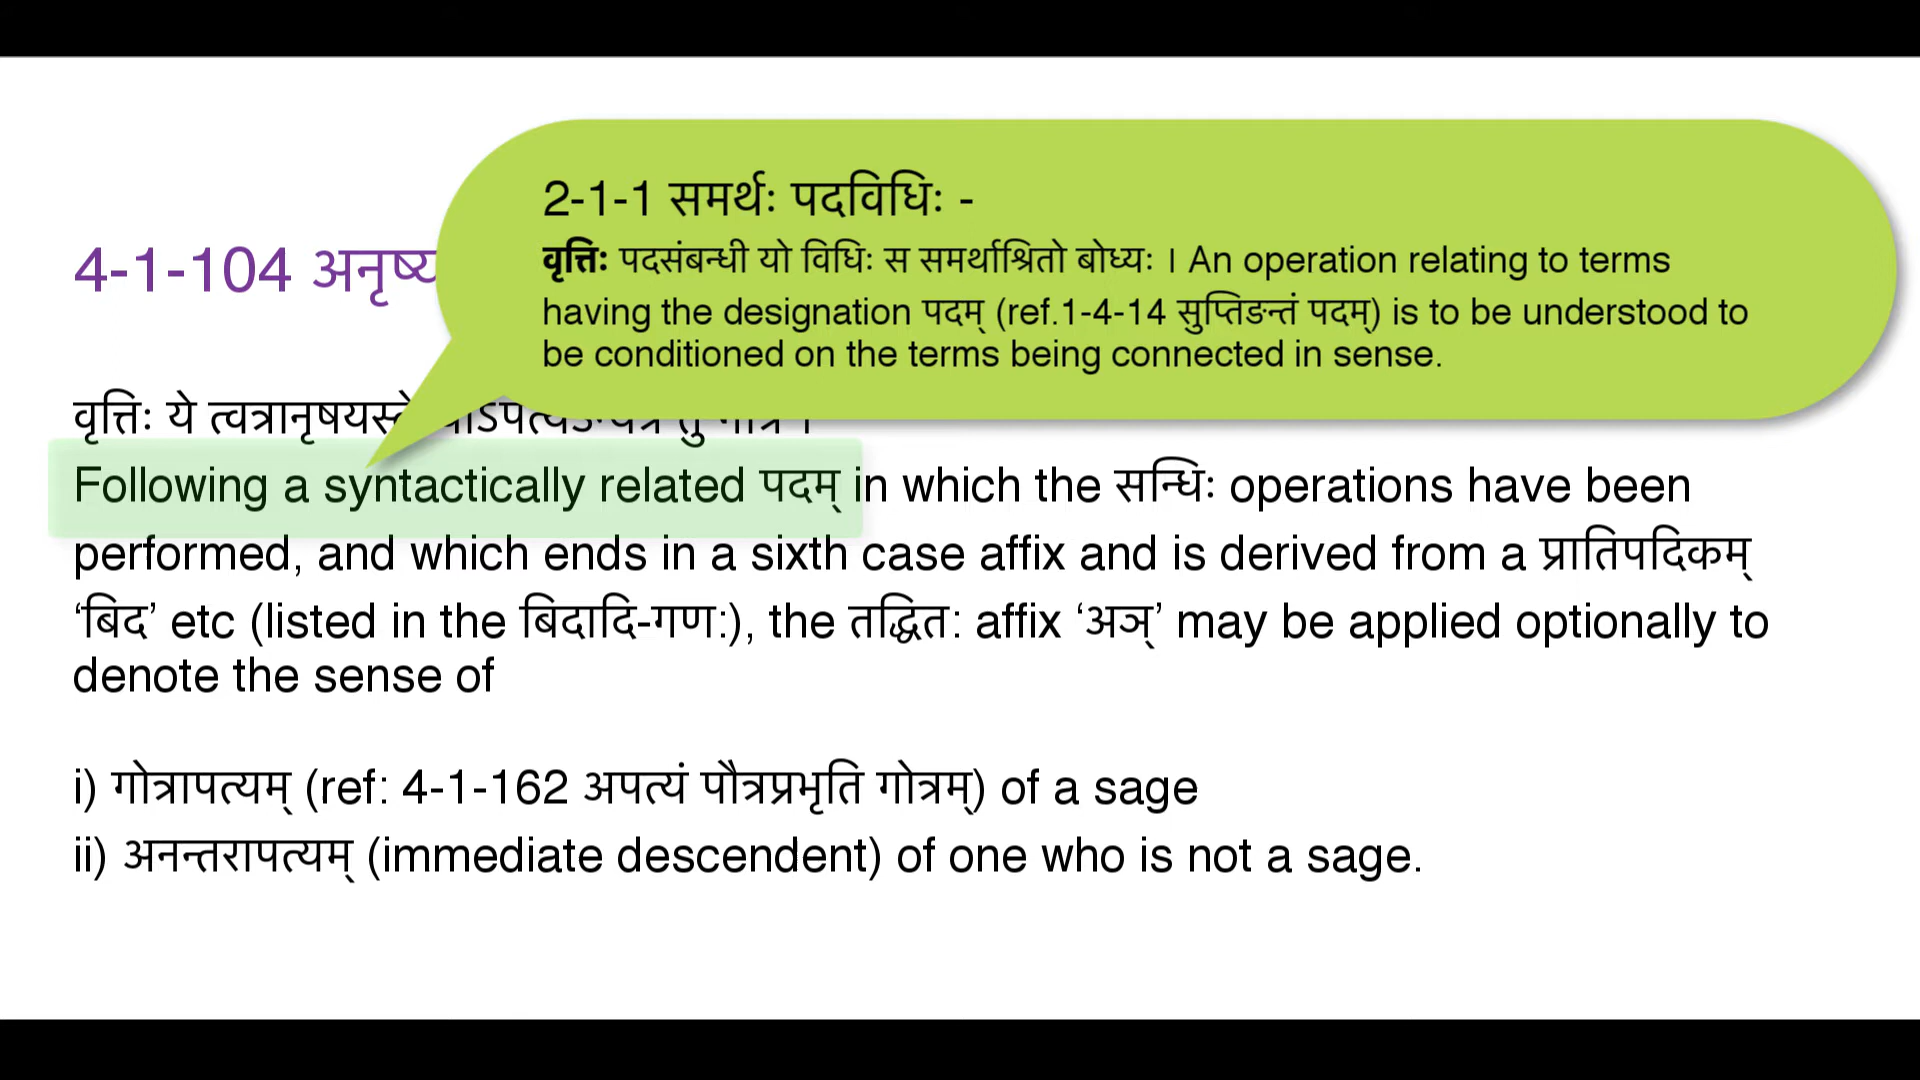 2-1-1 समर्थः पदविधिः -
वृत्तिः पदसंबन्धी यो विधिः स समर्थाश्रितो बोध्यः । An operation relating to terms
having the designation पदम् (ref.1-4-14 सुप्तिङन्तं पदम्) is to be understood to
be conditioned on the terms being connected in sense.
4-1-104
वृत्तिः ये
Following a syntactically related पदम् in which the सन्धिः operations have been
performed, and which ends in a sixth case affix and is derived from a प्रातिपदिकम्
‘बिद’ etc (listed in the बिदादि-गण:), the तद्धित: affix ‘अञ्’ may be applied optionally to
denote the sense of
i) गोत्रापत्यम् (ref: 4-1-162 अपत्यं पौत्रप्रभृति गोत्रम्) of a sage
ii) अनन्तरापत्यम् (immediate descendent) of one who is not a sage.